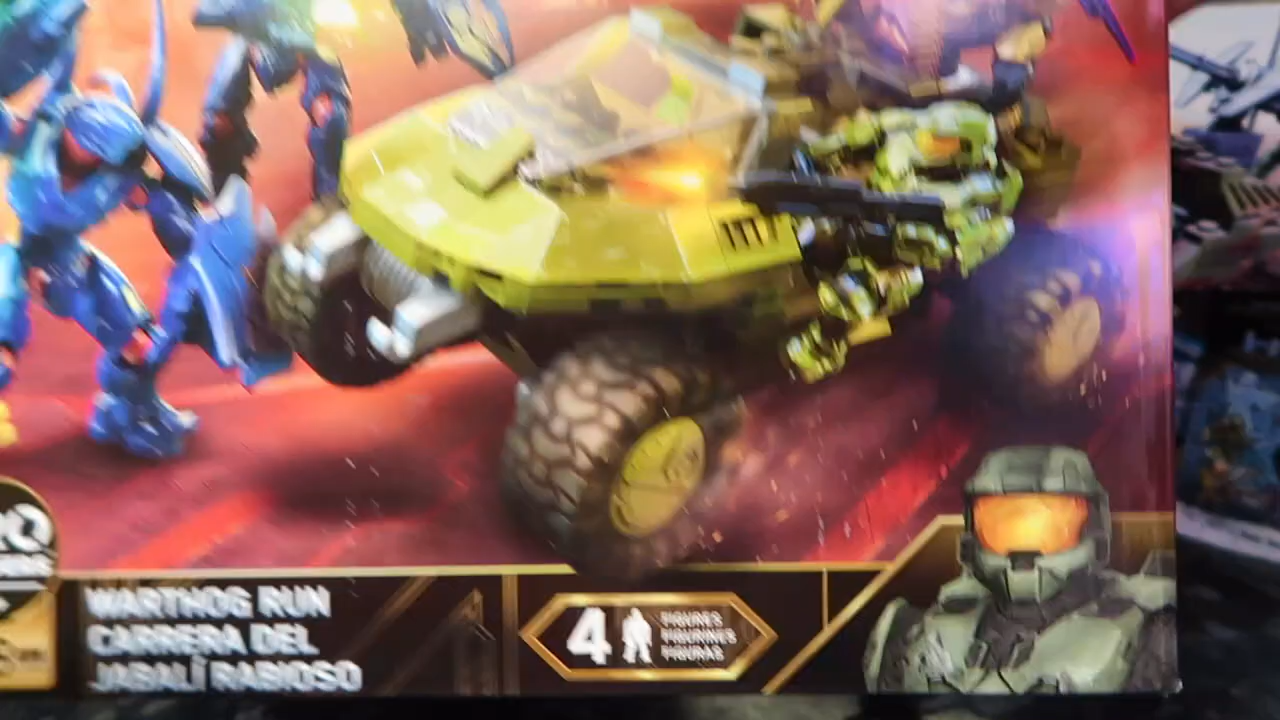 WARTHOG RUN
CARRERA DEL
JABALÍ RABIOSO
4
FIGURES
FIGURINES
FIGURAS